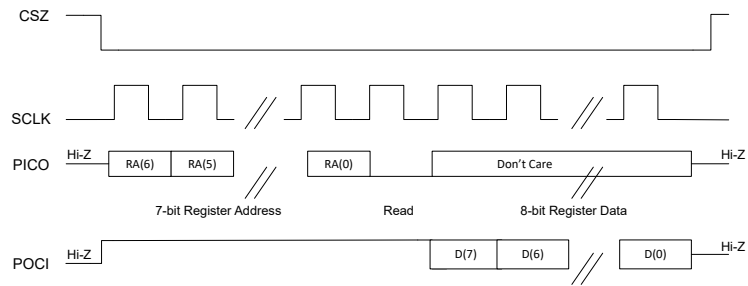 CSZ
SCLK
PICO Hi-Z RA(6) RA(5) RA(0) Don't Care Hi-Z
7-bit Register Address Read 8-bit Register Data
POCI Hi-Z D(7) D(6) D(0) Hi-Z